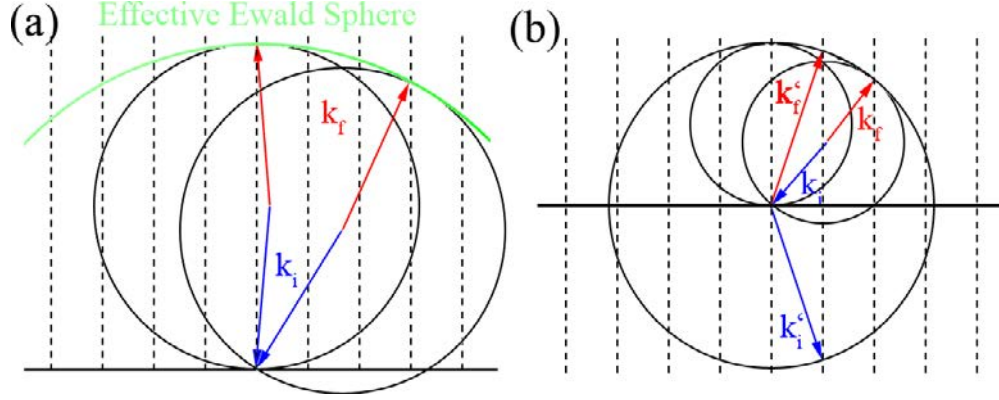 (a)
Effective Ewald Sphere
k_f
k_i
(b)
k_f‘
k_f
k_i
k_i‘